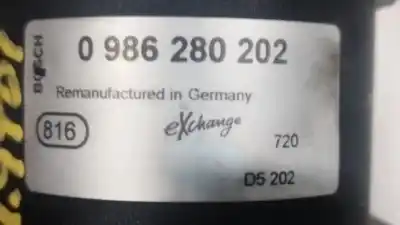 BOSCH
0 986 280 202
Remanufactured in Germany
816
eXchange
720
D5 202